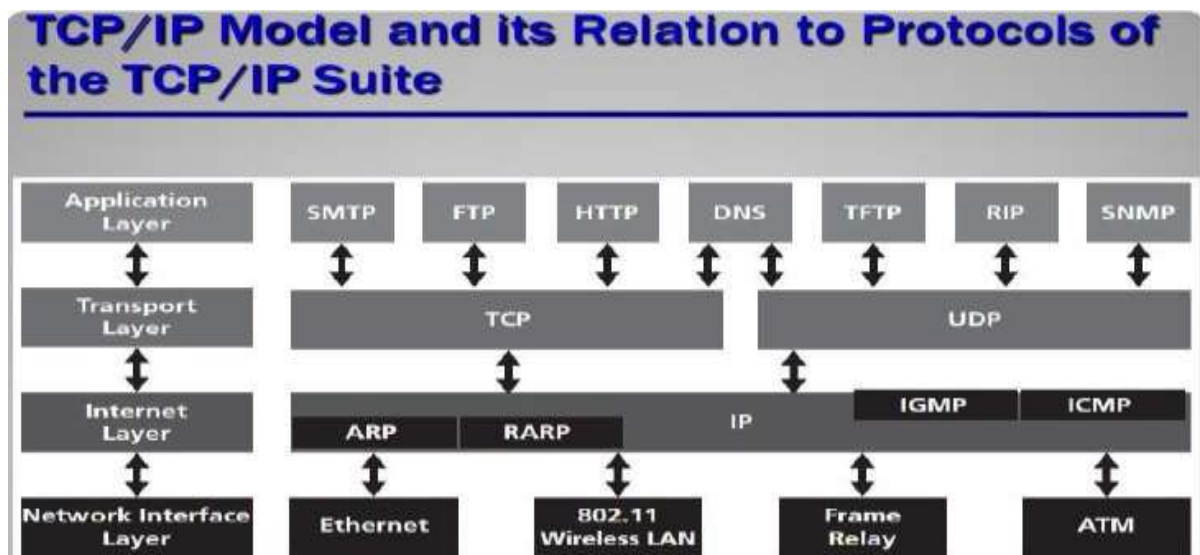 TCP/IP Model and its Relation to Protocols of
the TCP/IP Suite
Application
Layer
SMTP
FTP
HTTP
DNS
TFTP
RIP
SNMP
Transport
Layer
TCP
UDP
Internet
Layer
ARP
RARP
IP
IGMP
ICMP
Network Interface
Layer
Ethernet
802.11
Wireless LAN
Frame
Relay
ATM